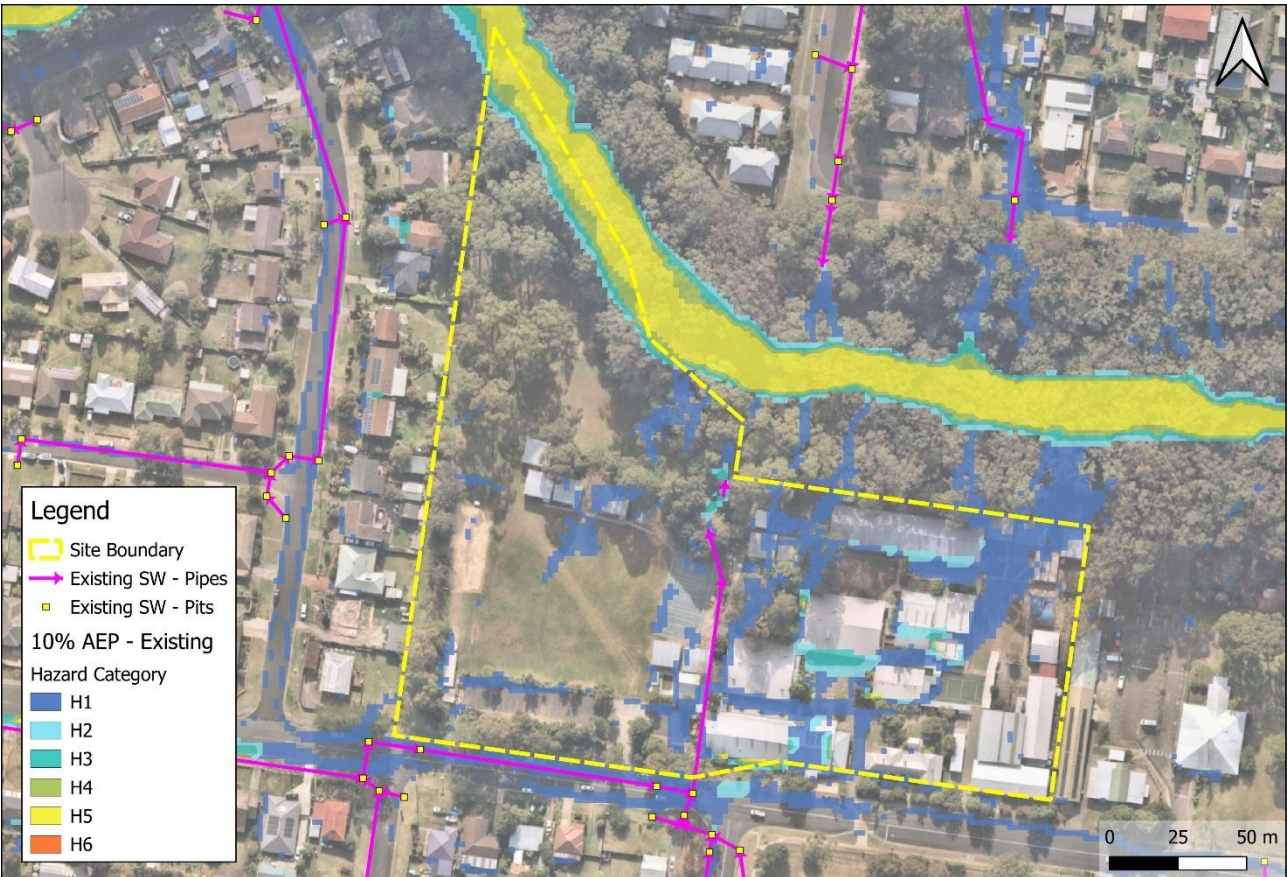 Legend
Site Boundary
Existing SW - Pipes
Existing SW - Pits
10% AEP - Existing
Hazard Category
H1
H2
H3
H4
H5
H6
0 25 50 m